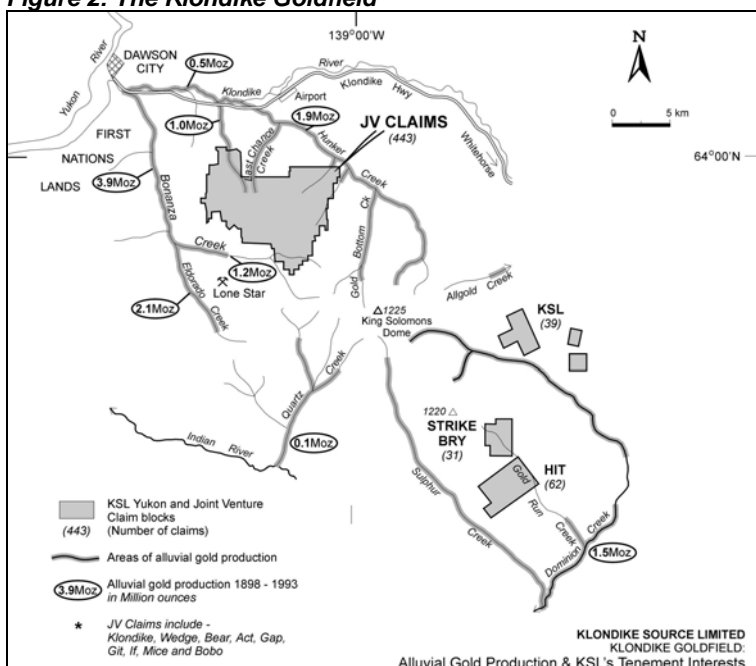 Figure 2. The Klondike Goldfield
139°00'W
River
DAWSON
CITY
0.5Moz
Yukon
River
Klondike
River
Klondike
Hwy
Airport
N
0
5 km
1.0Moz
1.9Moz
JV CLAIMS
(443)
Whitehorse
FIRST
NATIONS
LANDS
Last Chance
Creek
Hunker
Creek
64°00'N
3.9Moz
Bonanza
Creek
1.2Moz
Gold
Bottom
Ck
Lone Star
2.1Moz
Eldorado
Creek
Allgold
Creek
1225
King Solomons
Dome
KSL
(39)
Quartz
Creek
Indian
River
0.1Moz
1220
STRIKE
BRY
(31)
HIT
(62)
Gold
Run
Creek
Sulphur
Creek
Dominion
Creek
1.5Moz
KSL Yukon and Joint Venture
Claim blocks
(443)
(Number of claims)
Areas of alluvial gold production
3.9Moz
Alluvial gold production 1898 - 1993
in Million ounces
*
JV Claims include -
Klondike, Wedge, Bear, Act, Gap,
Git, If, Mice and Bobo
KLONDIKE SOURCE LIMITED
KLONDIKE GOLDFIELD:
Alluvial Gold Production & KSL's Tenement Interests